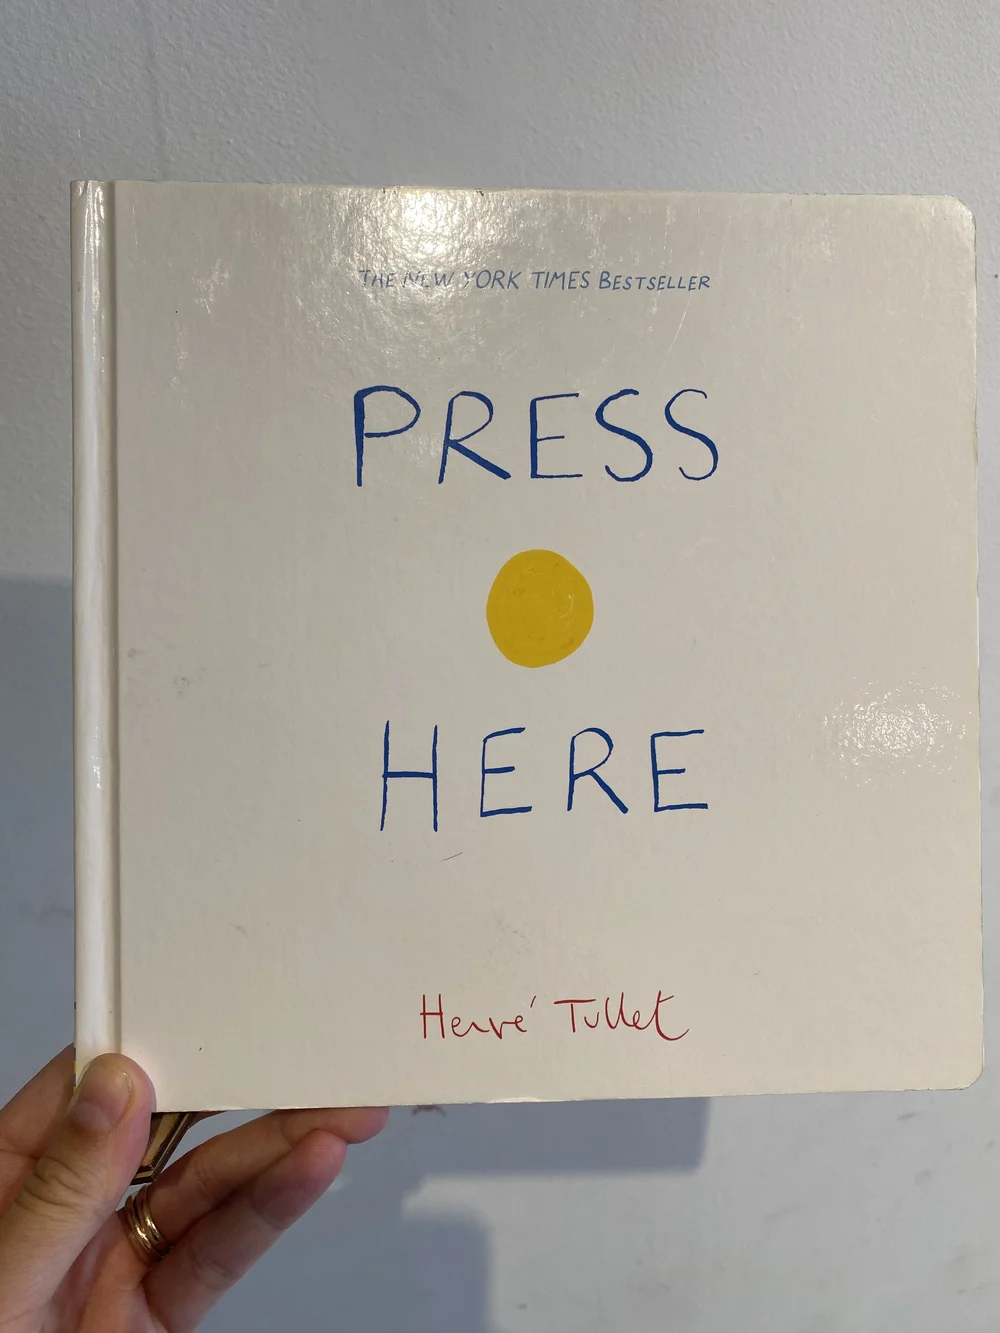 THE NEW YORK TIMES BESTSELLER
PRESS
HERE
Hervé Tullet